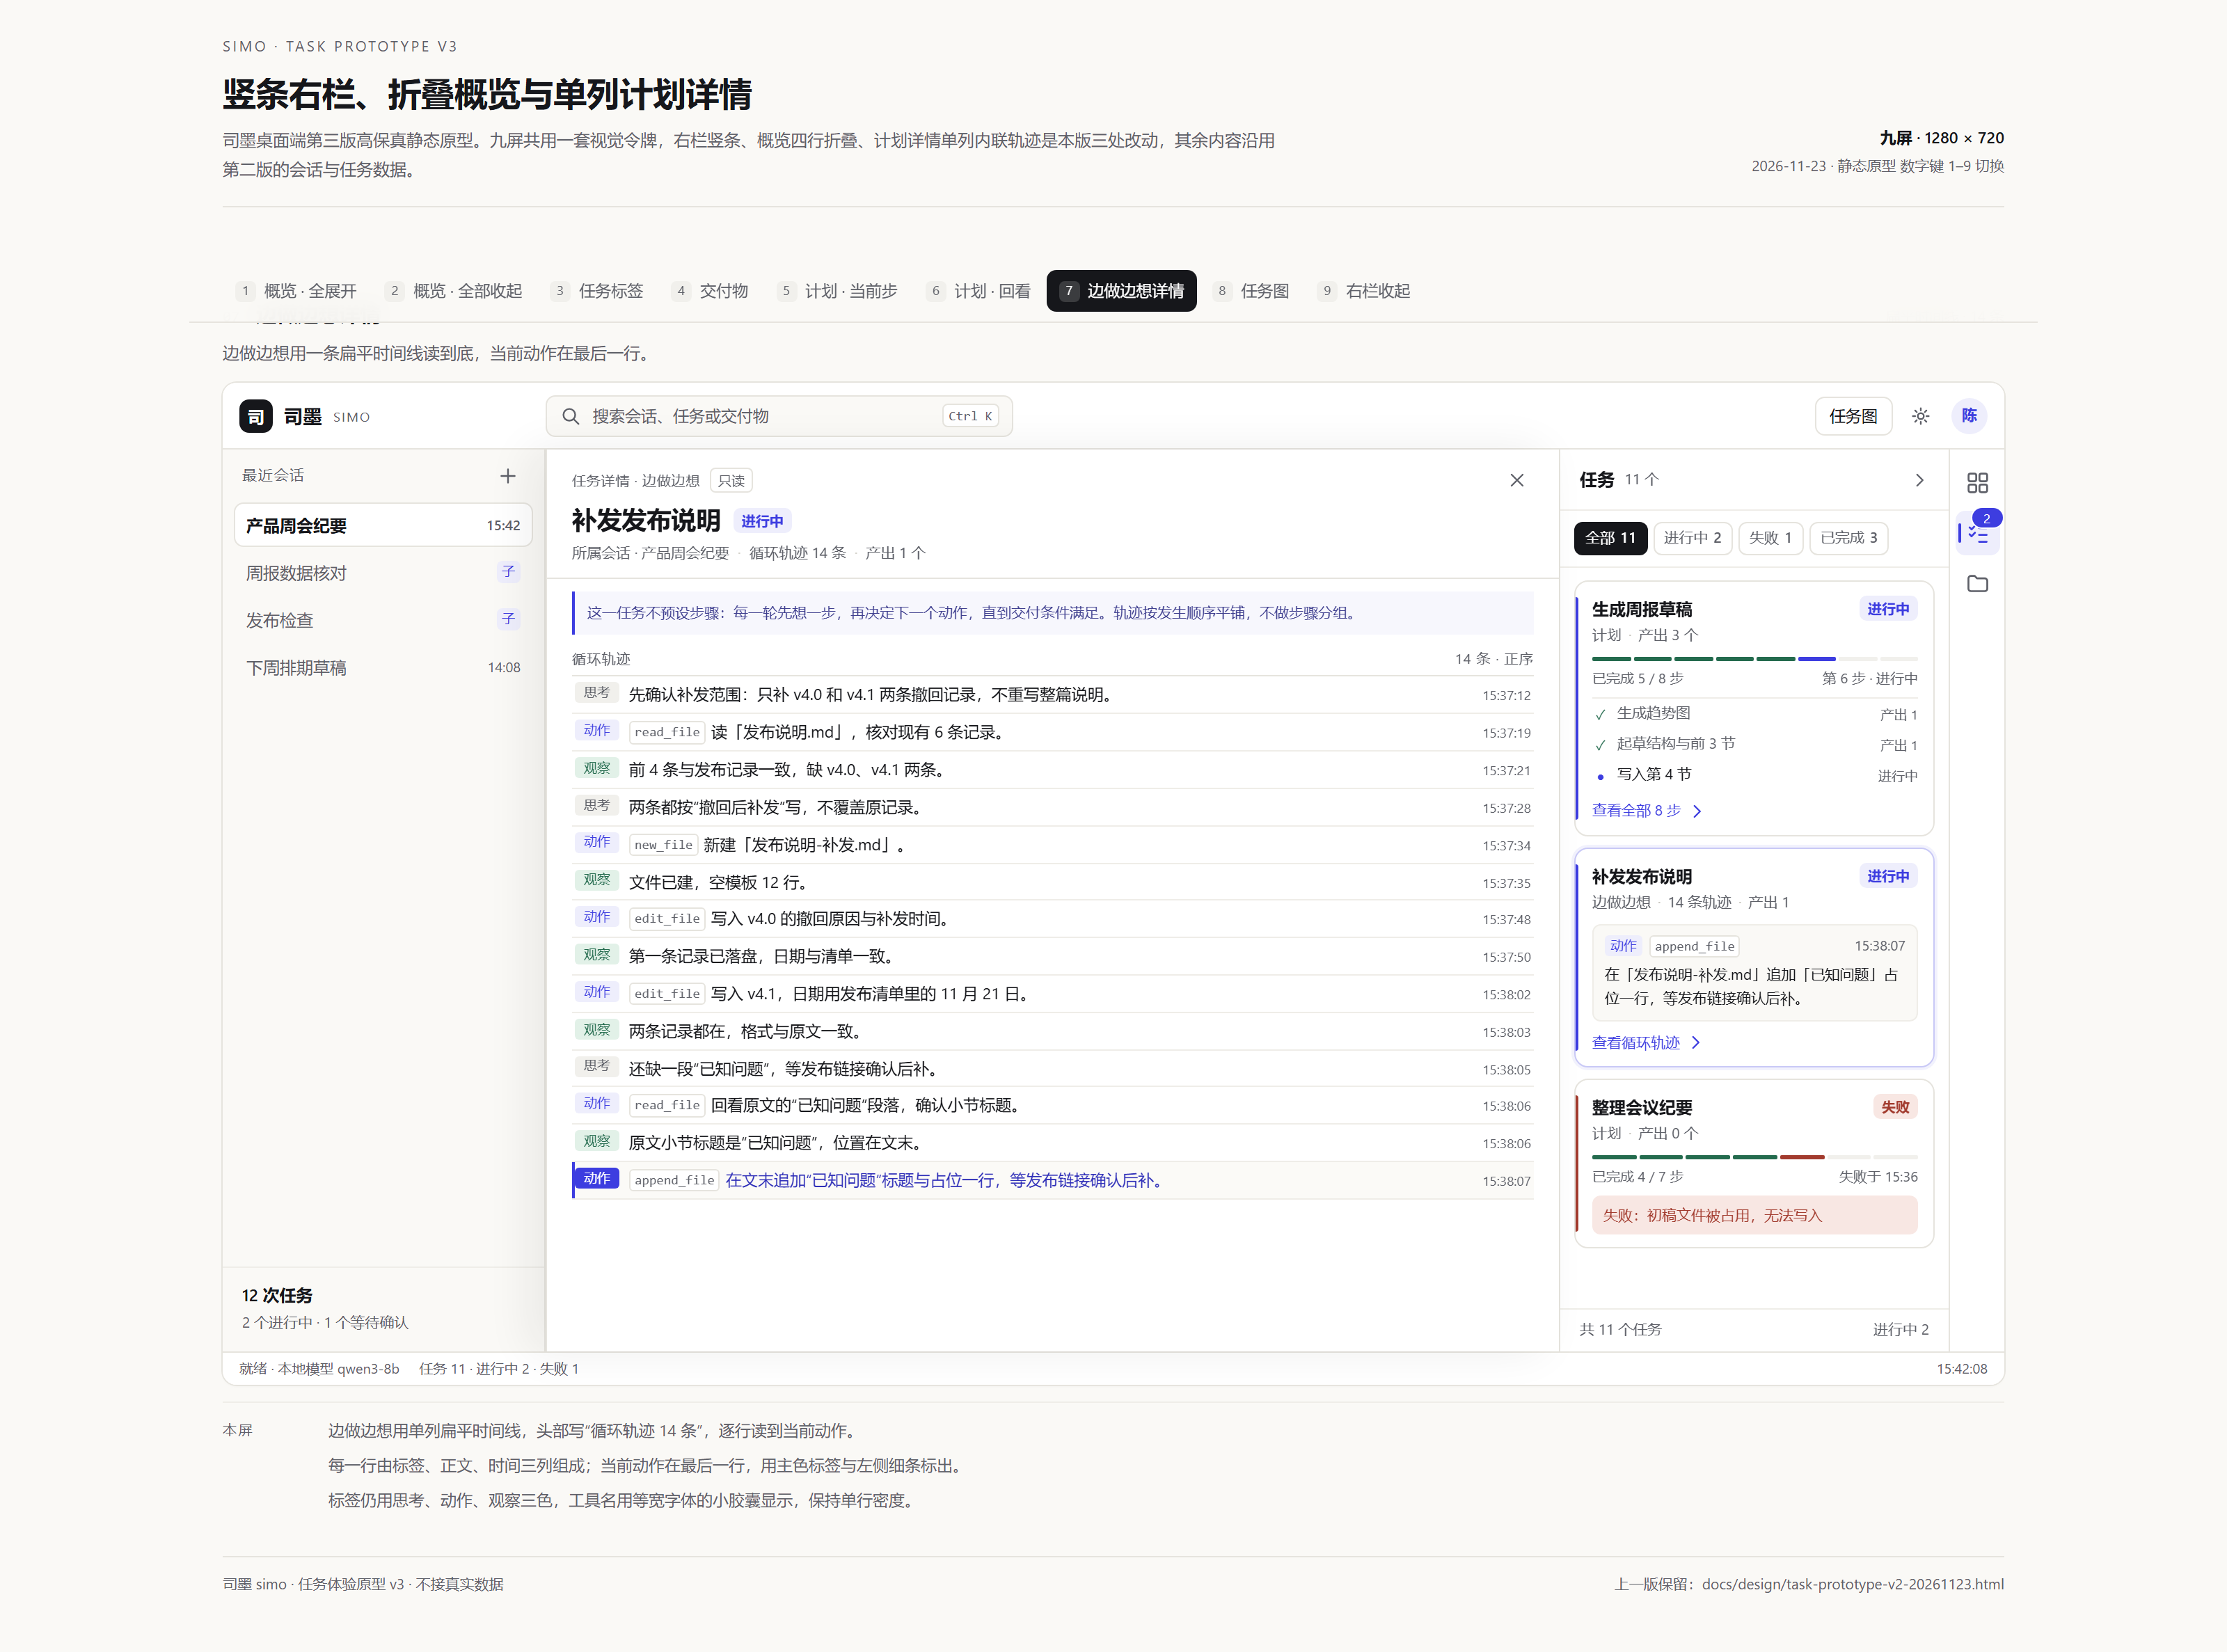 SIMO · TASK PROTOTYPE V3
竖条右栏、折叠概览与单列计划详情
司墨桌面端第三版高保真静态原型。九屏共用一套视觉令牌，右栏竖条、概览四行折叠、计划详情单列内联轨迹是本版三处改动，其余内容沿用
第二版的会话与任务数据。
九屏 · 1280 × 720
2026-11-23 · 静态原型 数字键 1–9 切换
1 概览 · 全展开 2 概览 · 全部收起 3 任务标签 4 交付物 5 计划 · 当前步 6 计划 · 回看 7 边做边想详情 8 任务图 9 右栏收起
边做边想用一条扁平时间线读到底，当前动作在最后一行。
司 司墨 SIMO
搜索会话、任务或交付物 Ctrl K
任务图
陈
最近会话
产品周会纪要 15:42
周报数据核对 子
发布检查 子
下周排期草稿 14:08
12 次任务
2 个进行中 · 1 个等待确认
任务详情 · 边做边想 只读
补发发布说明 进行中
所属会话 · 产品周会纪要 · 循环轨迹 14 条 · 产出 1 个
这一任务不预设步骤：每一轮先想一步，再决定下一个动作，直到交付条件满足。轨迹按发生顺序平铺，不做步骤分组。
循环轨迹 14 条 · 正序
思考 先确认补发范围：只补 v4.0 和 v4.1 两条撤回记录，不重写整篇说明。 15:37:12
动作 read_file 读「发布说明.md」，核对现有 6 条记录。 15:37:19
观察 前 4 条与发布记录一致，缺 v4.0、v4.1 两条。 15:37:21
思考 两条都按“撤回后补发”写，不覆盖原记录。 15:37:28
动作 new_file 新建「发布说明-补发.md」。 15:37:34
观察 文件已建，空模板 12 行。 15:37:35
动作 edit_file 写入 v4.0 的撤回原因与补发时间。 15:37:48
观察 第一条记录已落盘，日期与清单一致。 15:37:50
动作 edit_file 写入 v4.1，日期用发布清单里的 11 月 21 日。 15:38:02
观察 两条记录都在，格式与原文一致。 15:38:03
思考 还缺一段“已知问题”，等发布链接确认后补。 15:38:05
动作 read_file 回看原文的“已知问题”段落，确认小节标题。 15:38:06
观察 原文小节标题是“已知问题”，位置在文末。 15:38:06
动作 append_file 在文末追加“已知问题”标题与占位一行，等发布链接确认后补。 15:38:07
任务 11 个
全部 11 进行中 2 失败 1 已完成 3
生成周报草稿 进行中
计划 · 产出 3 个
已完成 5 / 8 步 第 6 步 · 进行中
✓ 生成趋势图 产出 1
✓ 起草结构与前 3 节 产出 1
写入第 4 节 进行中
查看全部 8 步
补发发布说明 进行中
边做边想 · 14 条轨迹 · 产出 1
动作 append_file 15:38:07
在「发布说明-补发.md」追加「已知问题」占
位一行，等发布链接确认后补。
查看循环轨迹
整理会议纪要 失败
计划 · 产出 0 个
已完成 4 / 7 步 失败于 15:36
失败：初稿文件被占用，无法写入
共 11 个任务 进行中 2
2
就绪 · 本地模型 qwen3-8b 任务 11 · 进行中 2 · 失败 1 15:42:08
本屏
边做边想用单列扁平时间线，头部写“循环轨迹 14 条”，逐行读到当前动作。
每一行由标签、正文、时间三列组成；当前动作在最后一行，用主色标签与左侧细条标出。
标签仍用思考、动作、观察三色，工具名用等宽字体的小胶囊显示，保持单行密度。
司墨 simo · 任务体验原型 v3 · 不接真实数据
上一版保留：docs/design/task-prototype-v2-20261123.html